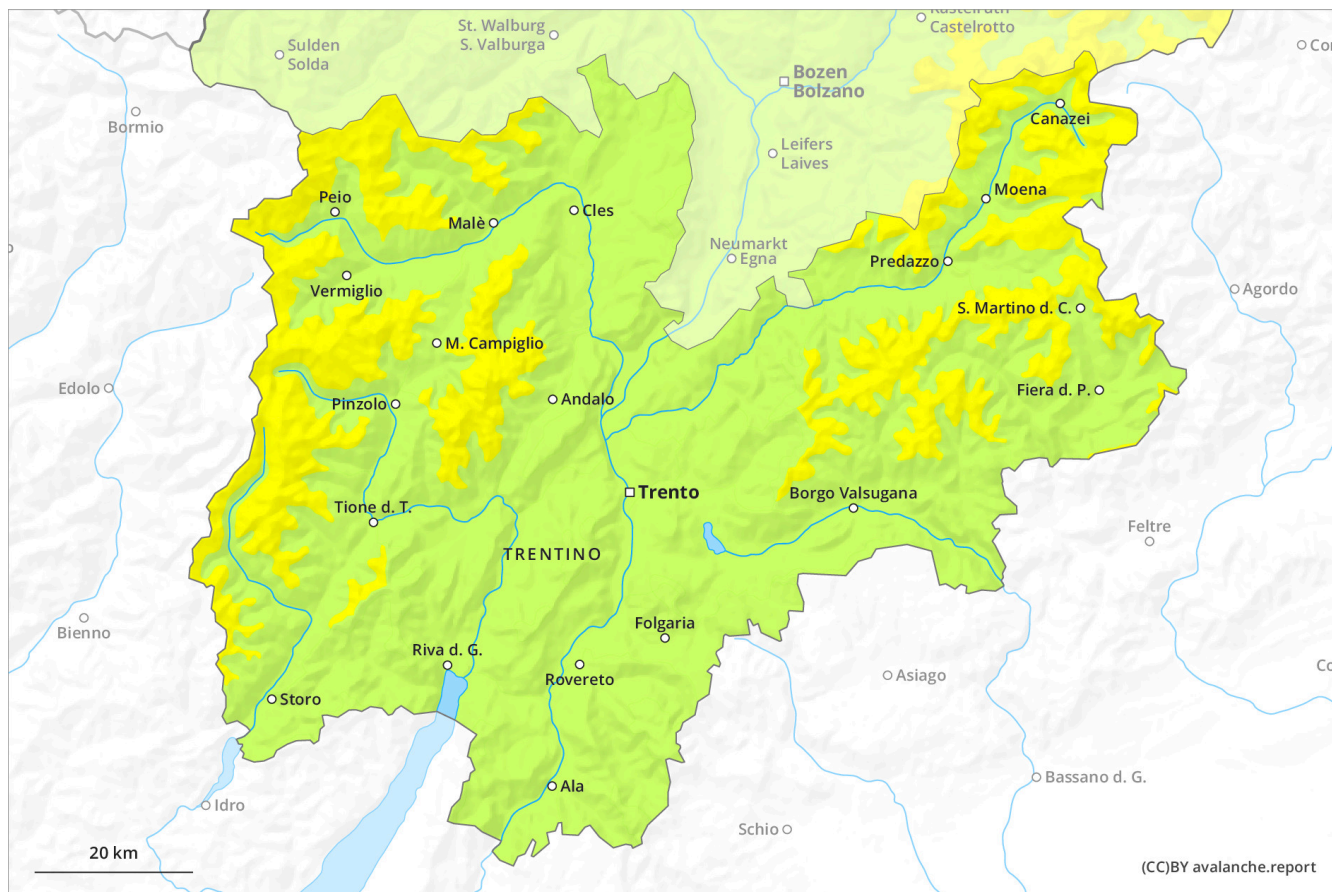 Kastelruth
Castelrotto
St. Walburg
S. Valburga
Sulden
Solda
Bozen
Bolzano
Bormio
Canazei
Leifers
Laives
Moena
Peio
Malè
Cles
Neumarkt
Egna
Predazzo
Vermiglio
Agordo
S. Martino d. C.
M. Campiglio
Edolo
Andalo
Fiera d. P.
Pinzolo
Trento
Borgo Valsugana
Tione d. T.
Feltre
TRENTINO
Bienno
Folgaria
Riva d. G.
Rovereto
Asiago
Storo
Bassano d. G.
Ala
Idro
Schio
20 km
(CC)BY avalanche.report